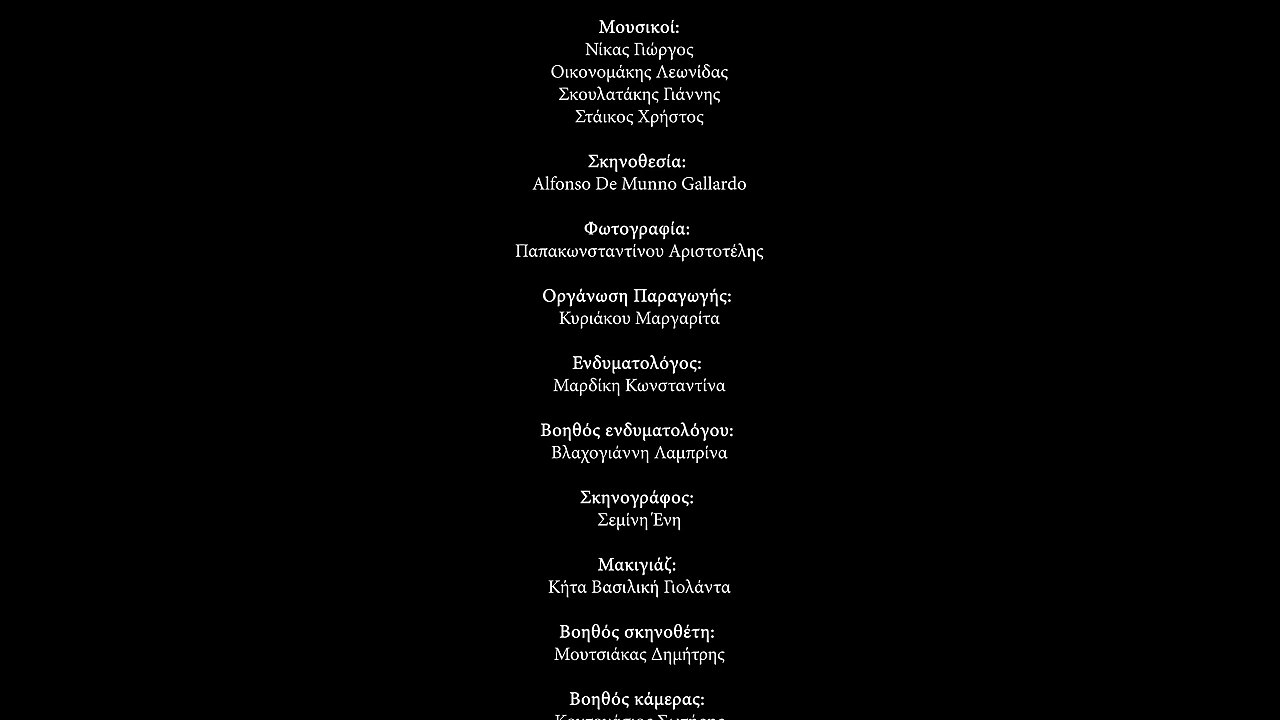 Μουσικοί:
Νίκας Γιώργος
Οικονομάκης Λεωνίδας
Σκουλατάκης Γιάννης
Στάικος Χρήστος
Σκηνοθεσία:
Alfonso De Munno Gallardo
Φωτογραφία:
Παπακωνσταντίνου Αριστοτέλης
Οργάνωση Παραγωγής:
Κυριάκου Μαργαρίτα
Ενδυματολόγος:
Μαρδίκη Κωνσταντίνα
Βοηθός ενδυματολόγου:
Βλαχογιάννη Λαμπρίνα
Σκηνογράφος:
Σεμίνη Ένη
Μακιγιάζ:
Κήτα Βασιλική Γιολάντα
Βοηθός σκηνοθέτη:
Μουτσιάκας Δημήτρης
Βοηθός κάμερας: